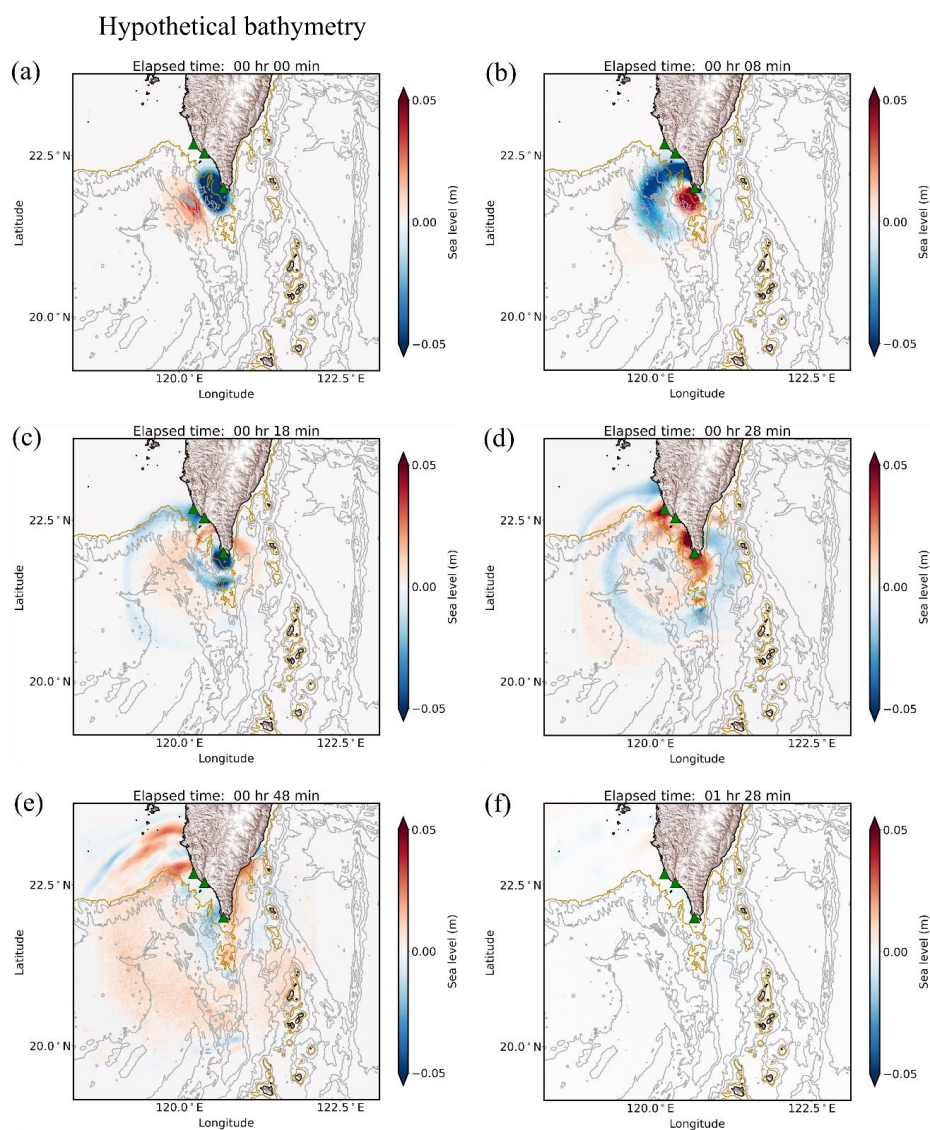 Hypothetical bathymetry
(a)
Elapsed time: 00 hr 00 min
22.5°N
20.0°N
Latitude
120.0°E
122.5°E
Longitude
0.05
0.00
−0.05
Sea level (m)
(b)
Elapsed time: 00 hr 08 min
22.5°N
20.0°N
Latitude
120.0°E
122.5°E
Longitude
0.05
0.00
−0.05
Sea level (m)
(c)
Elapsed time: 00 hr 18 min
22.5°N
20.0°N
Latitude
120.0°E
122.5°E
Longitude
0.05
0.00
−0.05
Sea level (m)
(d)
Elapsed time: 00 hr 28 min
22.5°N
20.0°N
Latitude
120.0°E
122.5°E
Longitude
0.05
0.00
−0.05
Sea level (m)
(e)
Elapsed time: 00 hr 48 min
22.5°N
20.0°N
Latitude
120.0°E
122.5°E
Longitude
0.05
0.00
−0.05
Sea level (m)
(f)
Elapsed time: 01 hr 28 min
22.5°N
20.0°N
Latitude
120.0°E
122.5°E
Longitude
0.05
0.00
−0.05
Sea level (m)